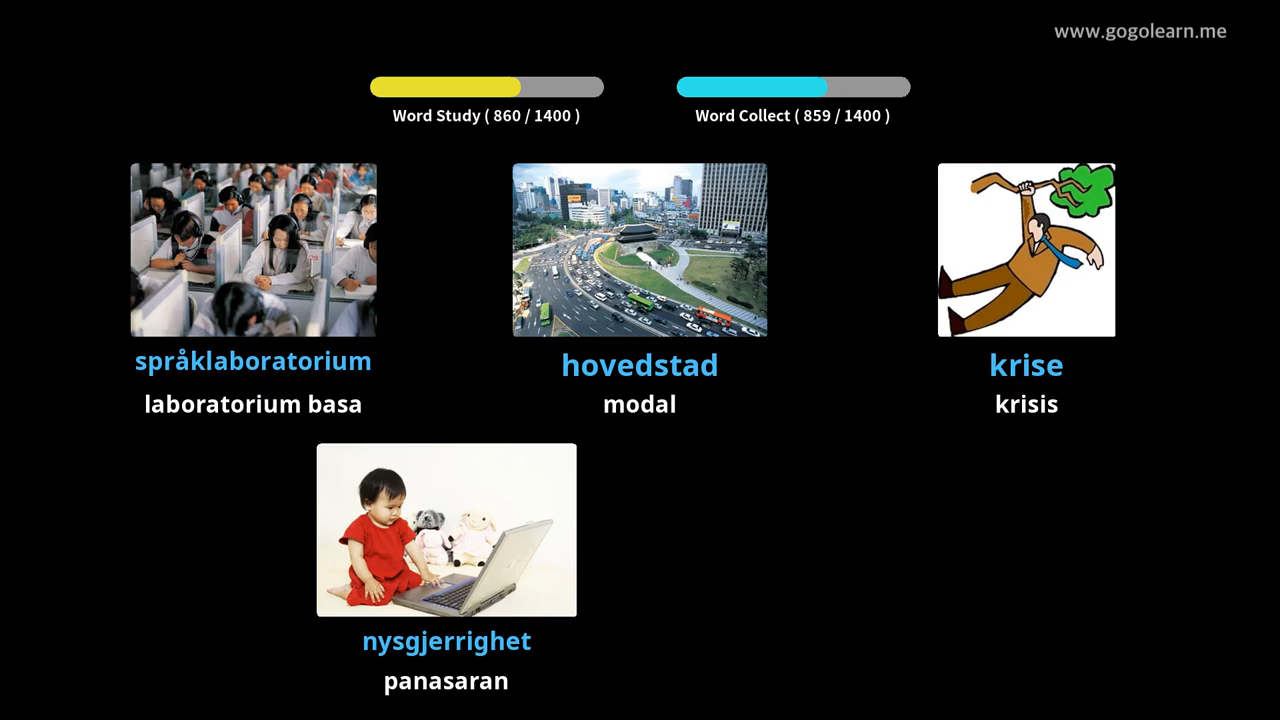 www.gogolearn.me
Word Study ( 860 / 1400 )
Word Collect ( 859 / 1400 )
språklaboratorium
hovedstad
krise
laboratorium basa
modal
krisis
nysgjerrighet
panasaran